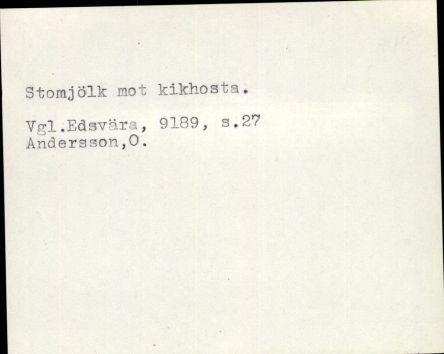 Stomjölk mot kikhosta.
Vgl.Edsvära, 9189, s.27
Andersson,O.